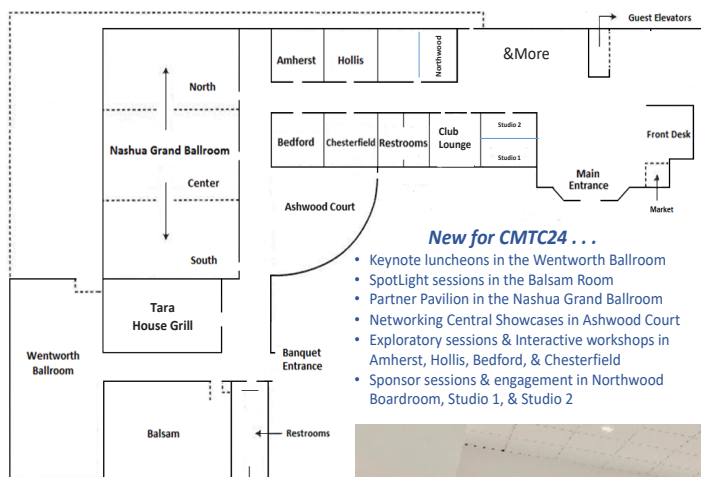 Guest Elevators
&More
Amherst
Hollis
Northwood
North
Bedford
Chesterfield
Restrooms
Club
Lounge
Studio 2
Studio 1
Front Desk
Nashua Grand Ballroom
Main
Entrance
Market
Center
Ashwood Court
South
Tara
House Grill
Wentworth
Ballroom
Banquet
Entrance
Balsam
Restrooms
New for CMTC24 . . .
• Keynote luncheons in the Wentworth Ballroom
• SpotLight sessions in the Balsam Room
• Partner Pavilion in the Nashua Grand Ballroom
• Networking Central Showcases in Ashwood Court
• Exploratory sessions & Interactive workshops in
Amherst, Hollis, Bedford, & Chesterfield
• Sponsor sessions & engagement in Northwood
Boardroom, Studio 1, & Studio 2